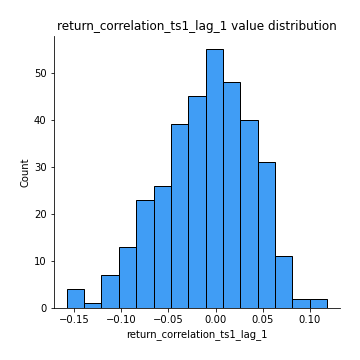 return_correlation_ts1_lag_1 value distribution
Count
50
40
30
20
10
0
−0.15 −0.10 −0.05 0.00 0.05 0.10
return_correlation_ts1_lag_1